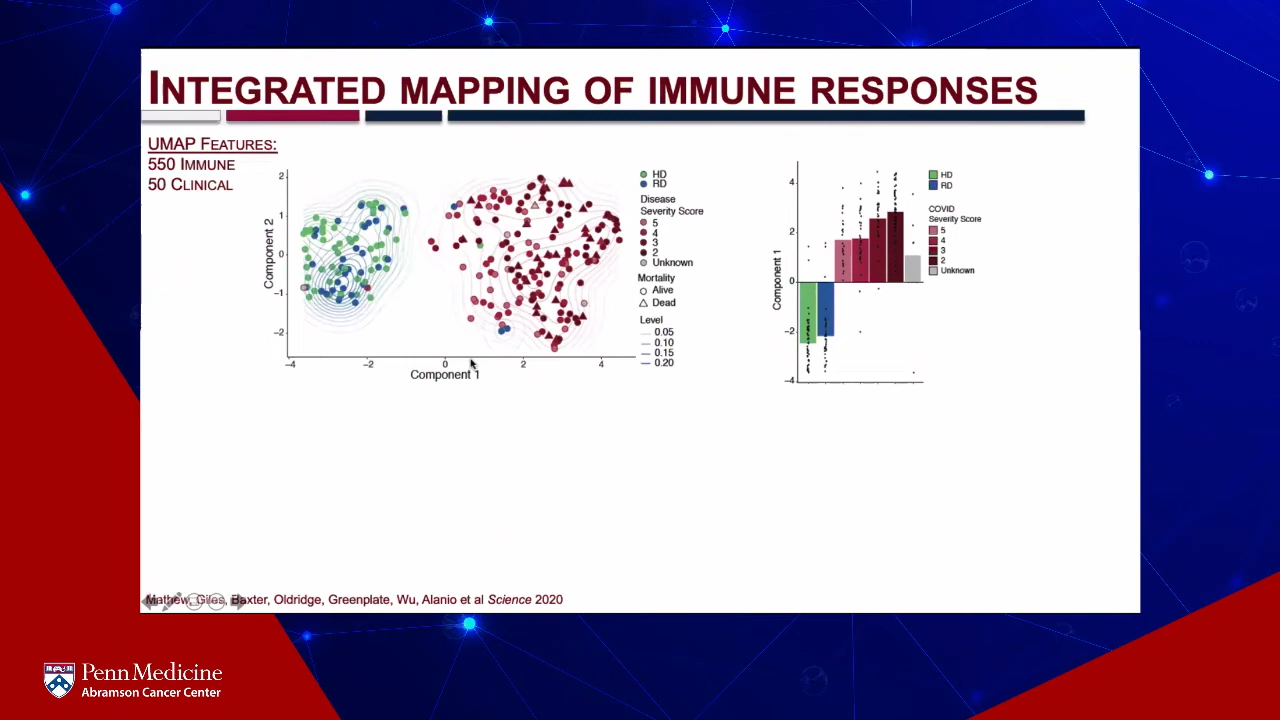 INTEGRATED MAPPING OF IMMUNE RESPONSES
UMAP FEATURES:
550 IMMUNE
50 CLINICAL
2
1
0
−1
−2
Component 2
−4
−2
0
2
4
Component 1
HD
RD
Disease
Severity Score
5
4
3
2
Unknown
Mortality
Alive
Dead
Level
0.05
0.10
0.15
0.20
4
2
0
−2
−4
Component 1
HD
RD
COVID
Severity Score
5
4
3
2
Unknown
Mathew, Giles, Baxter, Oldridge, Greenplate, Wu, Alanio et al Science 2020
Penn Medicine
Abramson Cancer Center